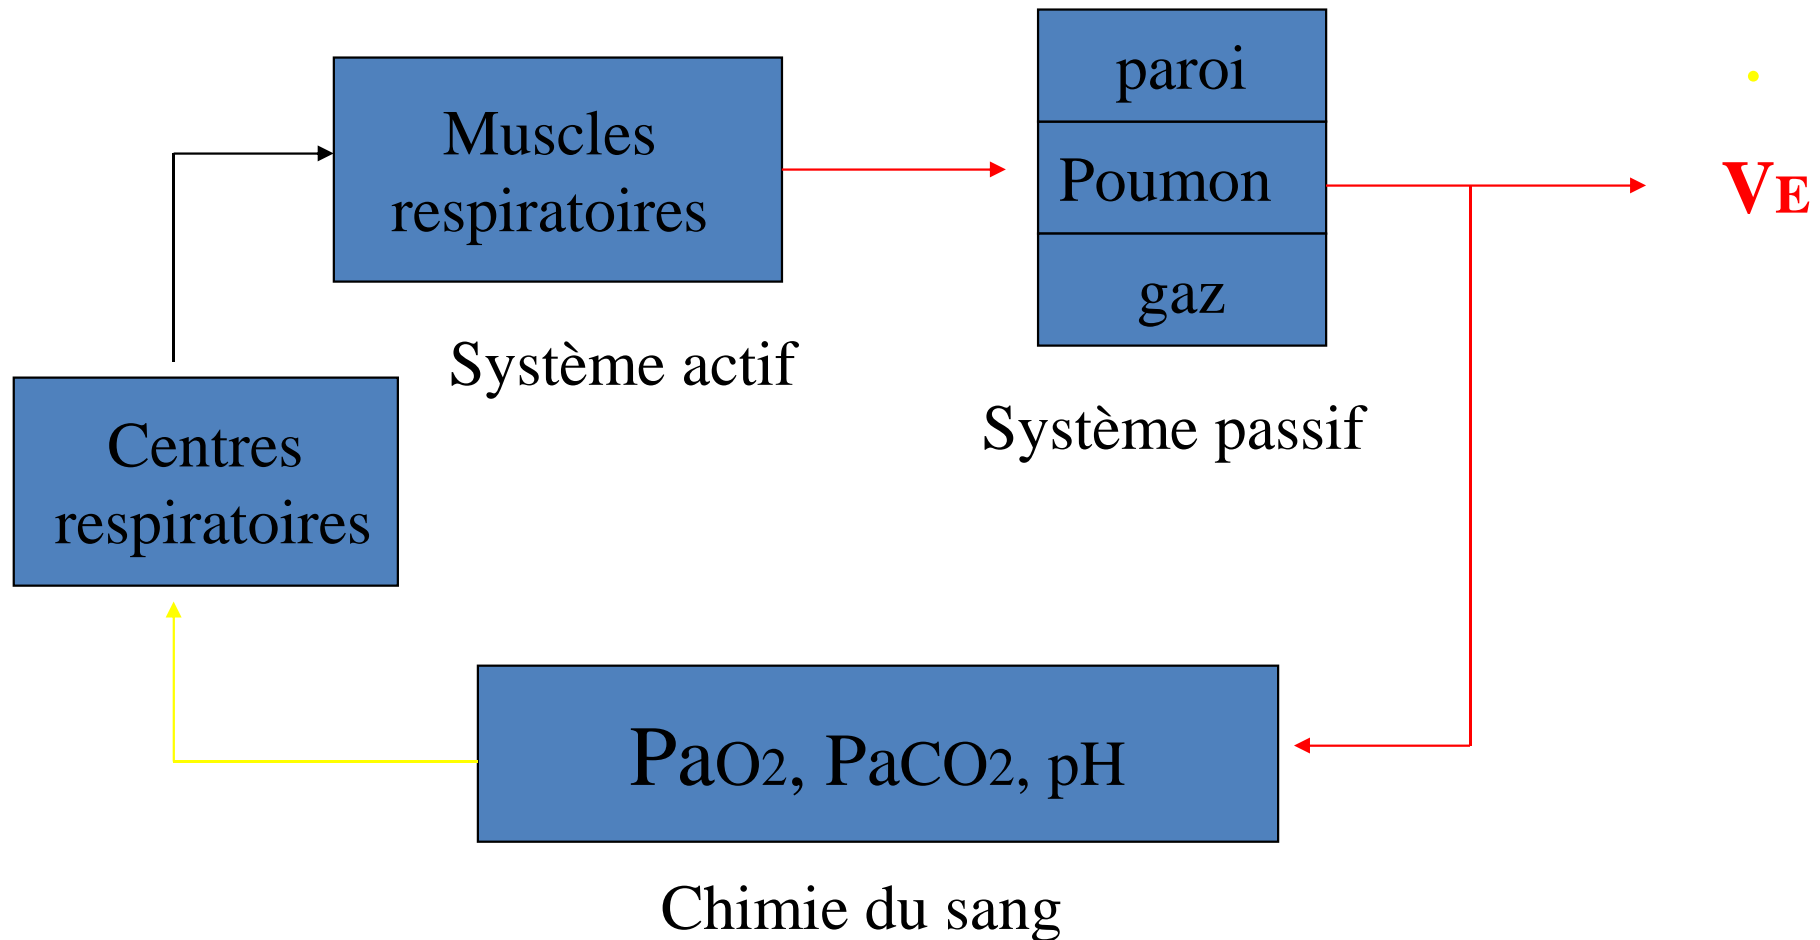 paroi
Muscles
respiratoires
Poumon
VE
gaz
Système actif
Système passif
Centres
respiratoires
PaO2, PaCO2, pH
Chimie du sang